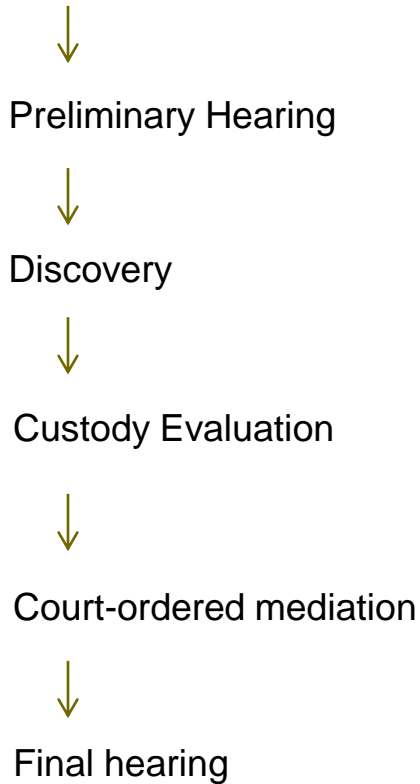 Preliminary Hearing
Discovery
Custody Evaluation
Court-ordered mediation
Final hearing